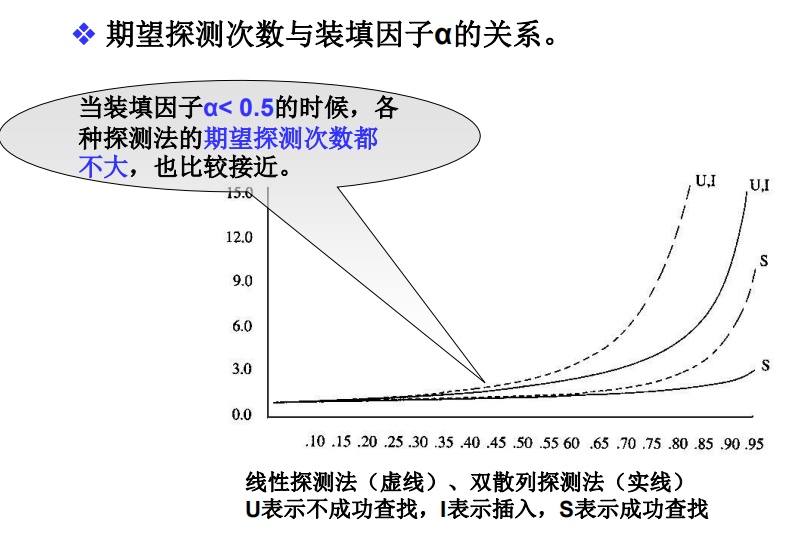 ❖ 期望探测次数与装填因子α的关系。
当装填因子α< 0.5的时候，各
种探测法的期望探测次数都
不大，也比较接近。
15.0
12.0
9.0
6.0
3.0
0.0
U,I
U,I
S
S
.10 .15 .20 .25 .30 .35 .40 .45 .50 .55 60 .65 .70 .75 .80 .85 .90 .95
线性探测法（虚线）、双散列探测法（实线）
U表示不成功查找，I表示插入，S表示成功查找